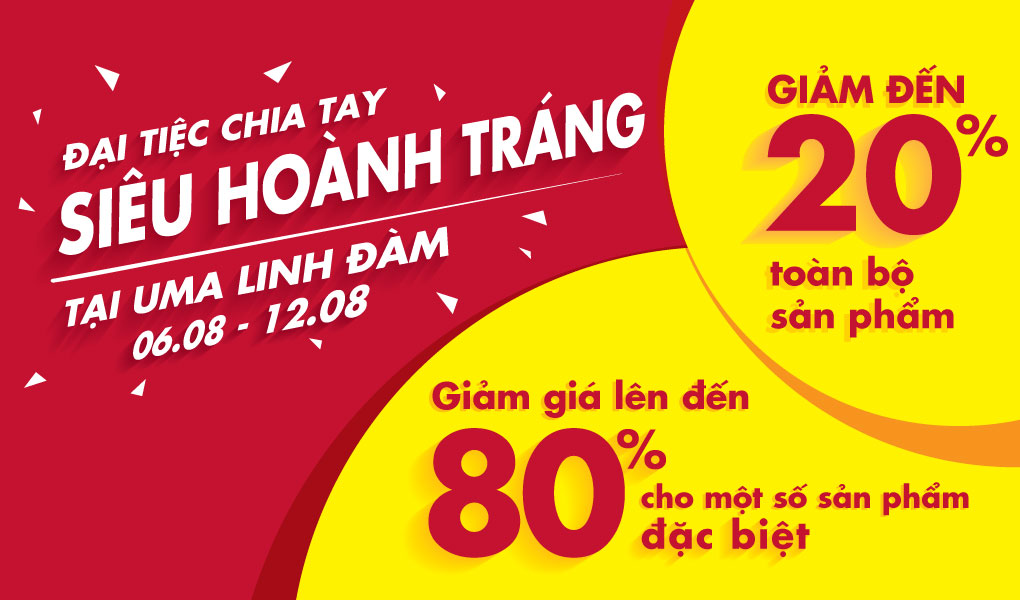 ĐẠI TIỆC CHIA TAY
SIÊU HOÀNH TRÁNG
TẠI UMA LINH ĐÀM
06.08 - 12.08
GIẢM ĐẾN
20%
toàn bộ
sản phẩm
Giảm giá lên đến
80%
cho một số sản phẩm
đặc biệt